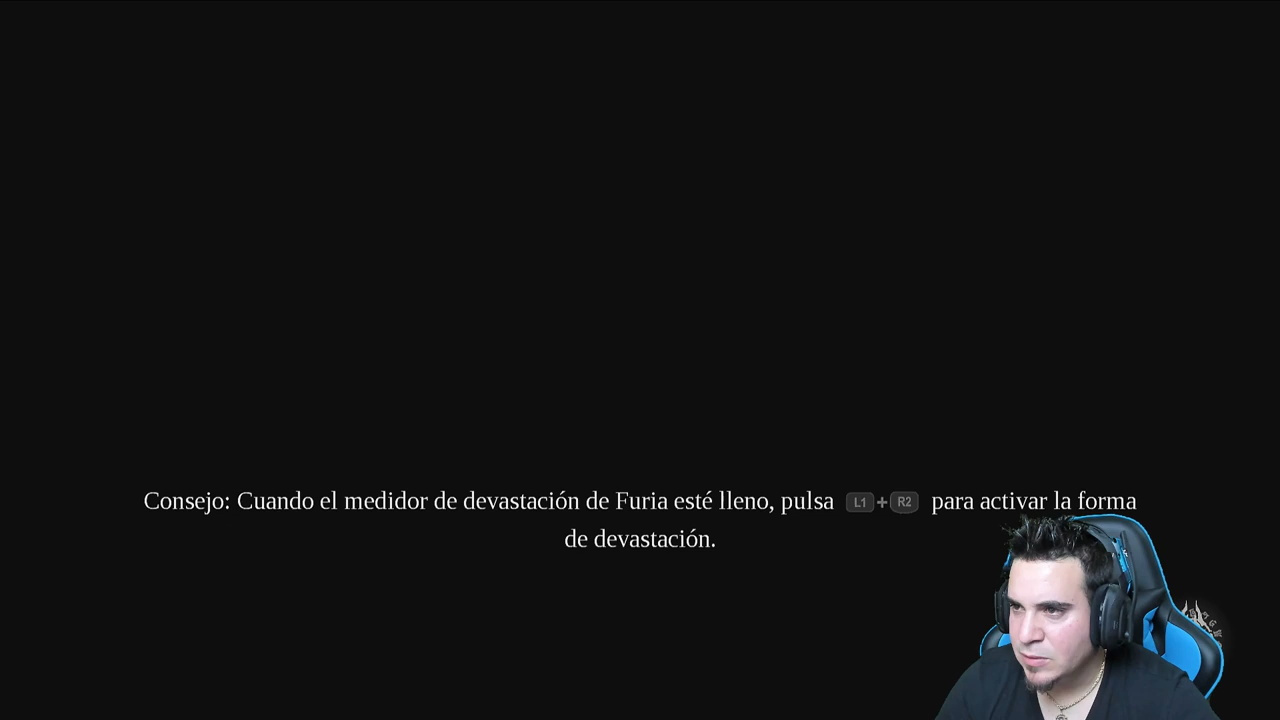 Consejo: Cuando el medidor de devastación de Furia esté lleno, pulsa L1+R2 para activar la forma
de devastación.